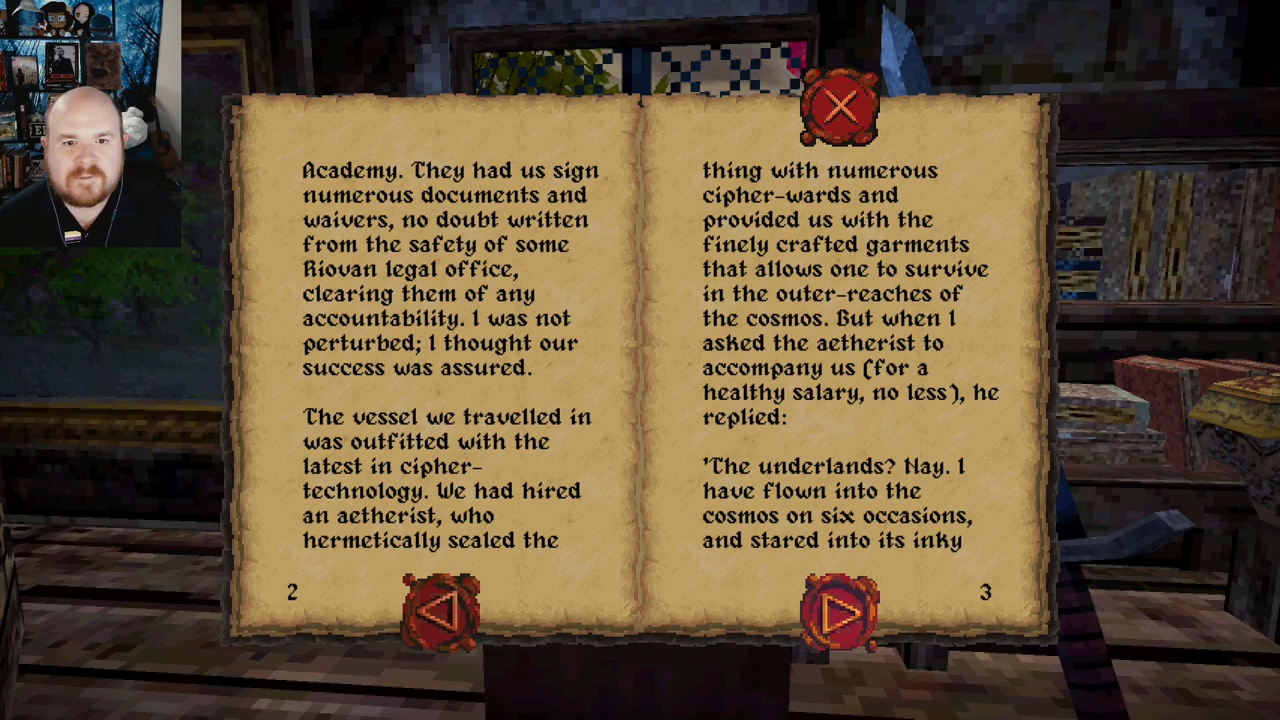 Academy. They had us sign
numerous documents and
waivers, no doubt written
from the safety of some
Riovan legal office,
clearing them of any
accountability. I was not
perturbed; I thought our
success was assured.
The vessel we travelled in
was outfitted with the
latest in cipher-
technology. We had hired
an aetherist, who
hermetically sealed the
2
thing with numerous
cipher-wards and
provided us with the
finely crafted garments
that allows one to survive
in the outer-reaches of
the cosmos. But when I
asked the aetherist to
accompany us (for a
healthy salary, no less), he
replied:
'The underlands? Nay. I
have flown into the
cosmos on six occasions,
and stared into its inky
3